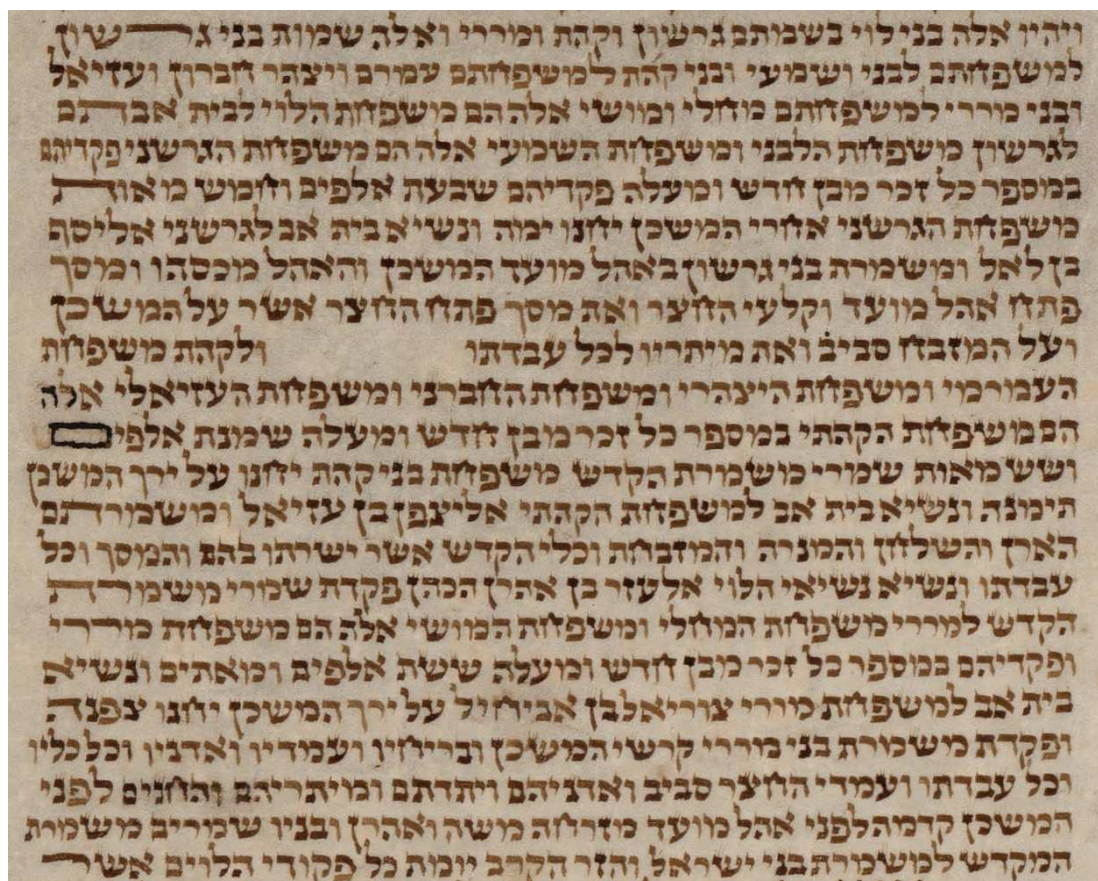 ויהיו אלה בני לוי בשמתם גרשון וקהת ומררי ואלה שמות בני גרשון
למשפחתם לבני ושמעי ובני קהת למשפחתם עמרם ויצהר חברון ועזיאל
ובני מררי למשפחתם מחלי ומושי אלה הם משפחת הלוי לבית אבתם
לגרשון משפחת הלבני ומשפחת השמעי אלה הם משפחת הגרשני פקדיהם
במספר כל זכר מבן חדש ומעלה פקדיהם שבעת אלפים וחמש מאות
משפחת הגרשני אחרי המשכן יחנו ימה ונשיא בית אב לגרשני אליסף
בן לאל ומשמרת בני גרשון באהל מועד המשכן והאהל מכסהו ומסך
פתח אהל מועד וקלעי החצר ואת מסך פתח החצר אשר על המשכן
ועל המזבח סביב ואת מיתריו לכל עבדתו ולקהת משפחת
העמרמי ומשפחת היצהרי ומשפחת החברני ומשפחת העזיאלי אלה
הם משפחת הקהתי במספר כל זכר מבן חדש ומעלה שמנת אלפים
ושש מאות שמרי משמרת הקדש משפחת בני קהת יחנו על ירך המשכן
תימנה ונשיא בית אב למשפחת הקהתי אליצפן בן עזיאל ומשמרתם
הארן והשלחן והמנרה והמזבחת וכלי הקדש אשר ישרתו בהם והמסך וכל
עבדתו ונשיא נשיאי הלוי אלעזר בן אהרן הכהן פקדת שמרי משמרת
הקדש למררי משפחת המחלי ומשפחת המושי אלה הם משפחת מררי
ופקדיהם במספר כל זכר מבן חדש ומעלה ששת אלפים ומאתים ונשיא
בית אב למשפחת מררי צוריאל בן אביחיל על ירך המשכן יחנו צפנה
ופקדת משמרת בני מררי קרשי המשכן ובריחיו ועמדיו ואדניו וכל כליו
וכל עבדתו ועמדי החצר סביב ואדניהם ויתדתם ומיתריהם והחנים לפני
המשכן קדמה לפני אהל מועד מזרחה משה ואהרן ובניו שמרים משמרת
המקדש למשמרת בני ישראל והזר הקרב יומת כל פקודי הלוים אשר